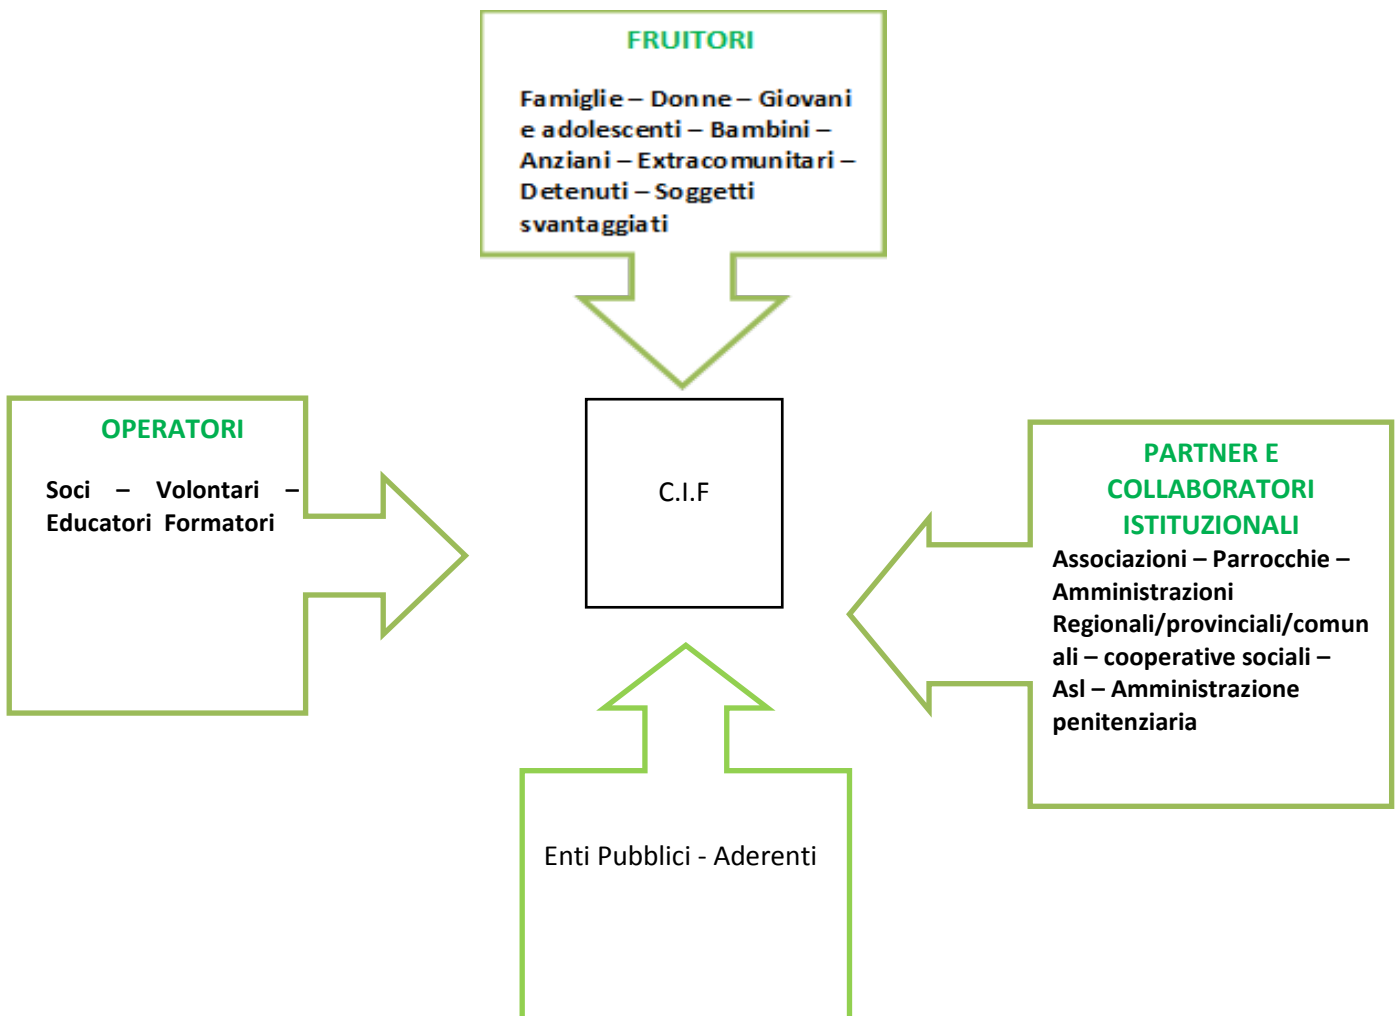 FRUITORI
Famiglie – Donne – Giovani
e adolescenti – Bambini –
Anziani – Extracomunitari –
Detenuti – Soggetti
svantaggiati
OPERATORI
Soci – Volontari –
Educatori Formatori
C.I.F
PARTNER E
COLLABORATORI
ISTITUZIONALI
Associazioni – Parrocchie –
Amministrazioni
Regionali/provinciali/comun
ali – cooperative sociali –
Asl – Amministrazione
penitenziaria
Enti Pubblici - Aderenti